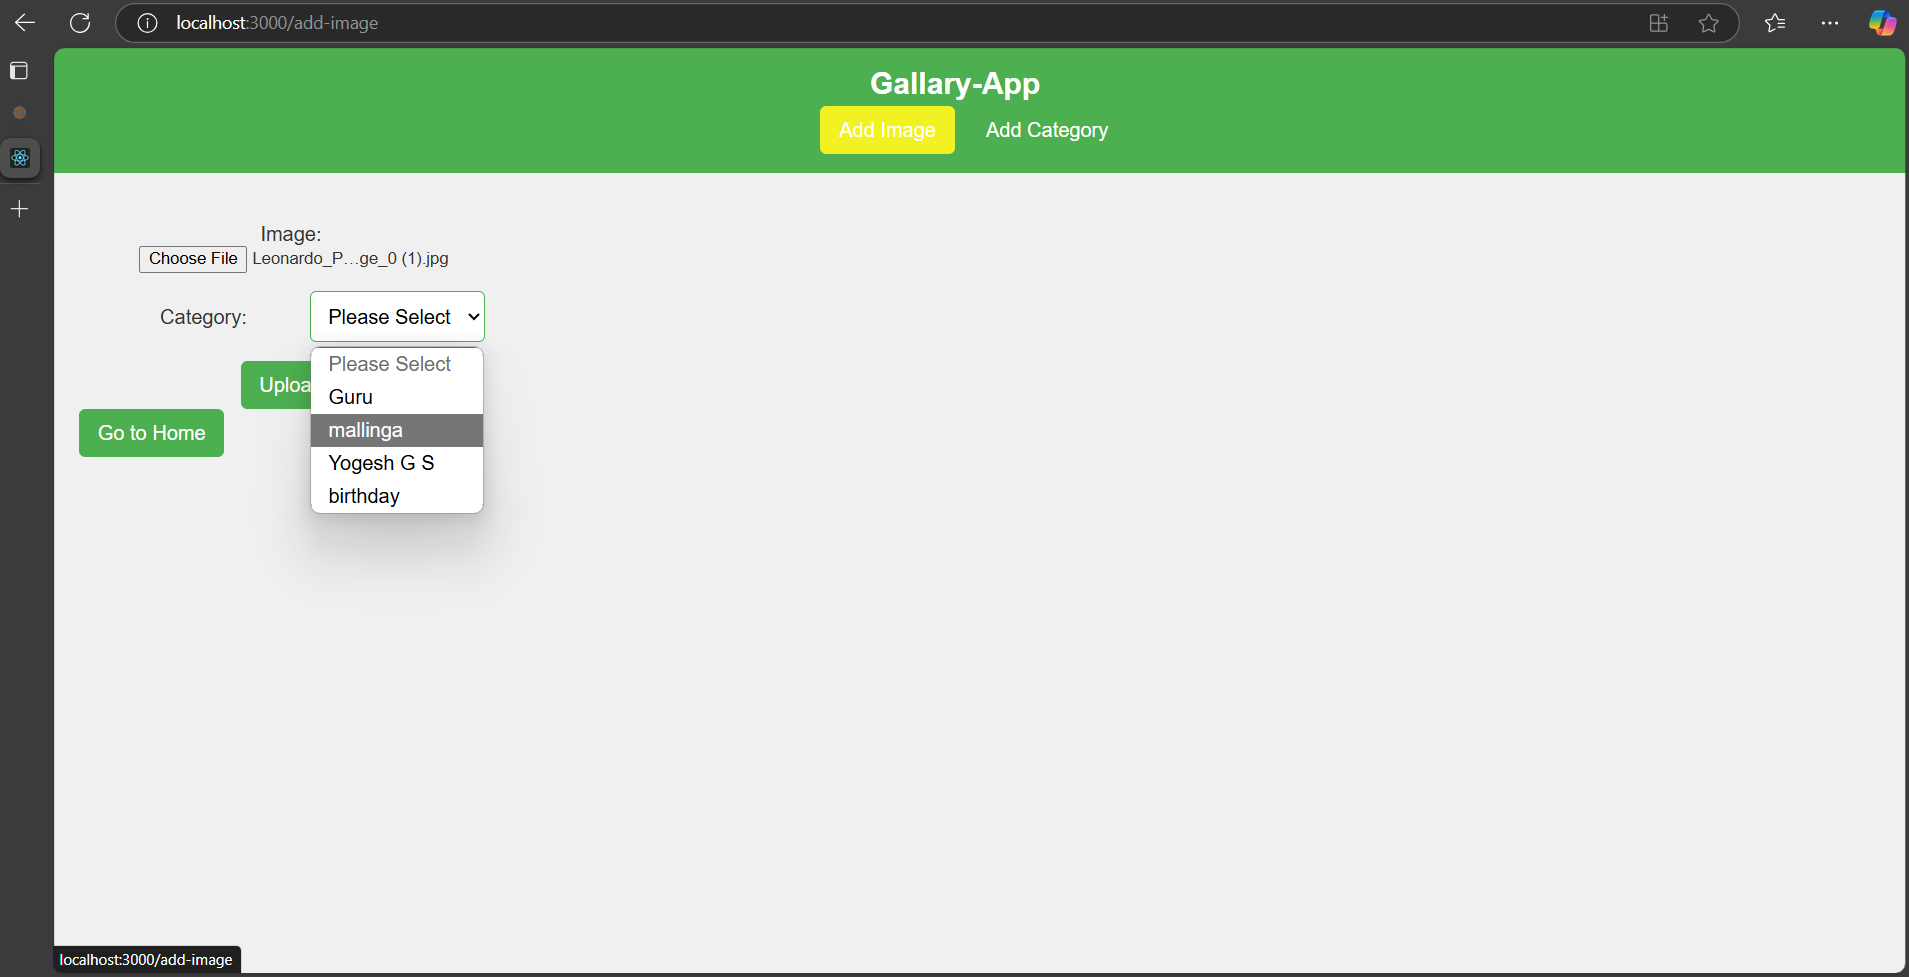 localhost:3000/add-image
Gallary-App
Add Image
Add Category
Image:
Choose File Leonardo_P...ge_0 (1).jpg
Category:
Please Select
Please Select
Uploa
Guru
mallinga
Go to Home
Yogesh G S
birthday
localhost:3000/add-image